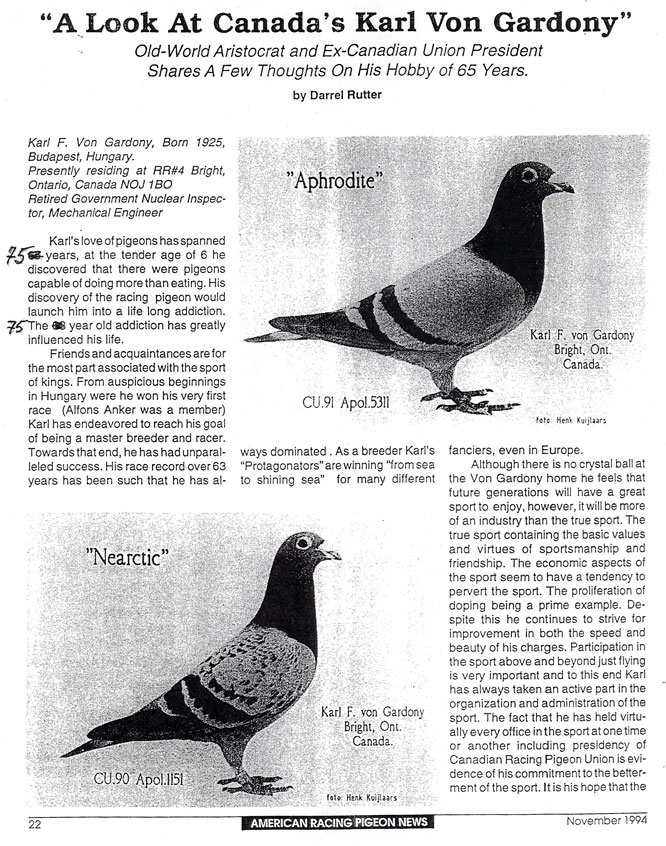 “A Look At Canada’s Karl Von Gardony”
Old-World Aristocrat and Ex-Canadian Union President
Shares A Few Thoughts On His Hobby of 65 Years.
by Darrel Rutter
Karl F. Von Gardony, Born 1925,
Budapest, Hungary.
Presently residing at RR#4 Bright,
Ontario, Canada NOJ 1BO
Retired Government Nuclear Inspec-
tor, Mechanical Engineer
Karl's love of pigeons has spanned
75 years, at the tender age of 6 he
discovered that there were pigeons
capable of doing more than eating. His
discovery of the racing pigeon would
launch him into a life long addiction.
75 The year old addiction has greatly
influenced his life.
Friends and acquaintances are for
the most part associated with the sport
of kings. From auspicious beginnings
in Hungary were he won his very first
race (Alfons Anker was a member)
Karl has endeavored to reach his goal
of being a master breeder and racer.
Towards that end, he has had unparal-
leled success. His race record over 63
years has been such that he has al-
"Aphrodite"
Karl F. von Gardony
Bright, Ont.
Canada.
CU.91 Apol.5311
foto: Henk Kuijlaars
ways dominated . As a breeder Karl's
"Protagonators" are winning "from sea
to shining sea" for many different
"Nearctic"
Karl F. von Gardony
Bright, Ont.
Canada.
CU.90 Apol.1151
foto: Henk Kuijlaars
fanciers, even in Europe.
Although there is no crystal ball at
the Von Gardony home he feels that
future generations will have a great
sport to enjoy, however, it will be more
of an industry than the true sport. The
true sport containing the basic values
and virtues of sportsmanship and
friendship. The economic aspects of
the sport seem to have a tendency to
pervert the sport. The proliferation of
doping being a prime example. De-
spite this he continues to strive for
improvement in both the speed and
beauty of his charges. Participation in
the sport above and beyond just flying
is very important and to this end Karl
has always taken an active part in the
organization and administration of the
sport. The fact that he has held virtu-
ally every office in the sport at one time
or another including presidency of
Canadian Racing Pigeon Union is evi-
dence of his commitment to the better-
ment of the sport. It is his hope that the
22
AMERICAN RACING PIGEON NEWS
November 1994